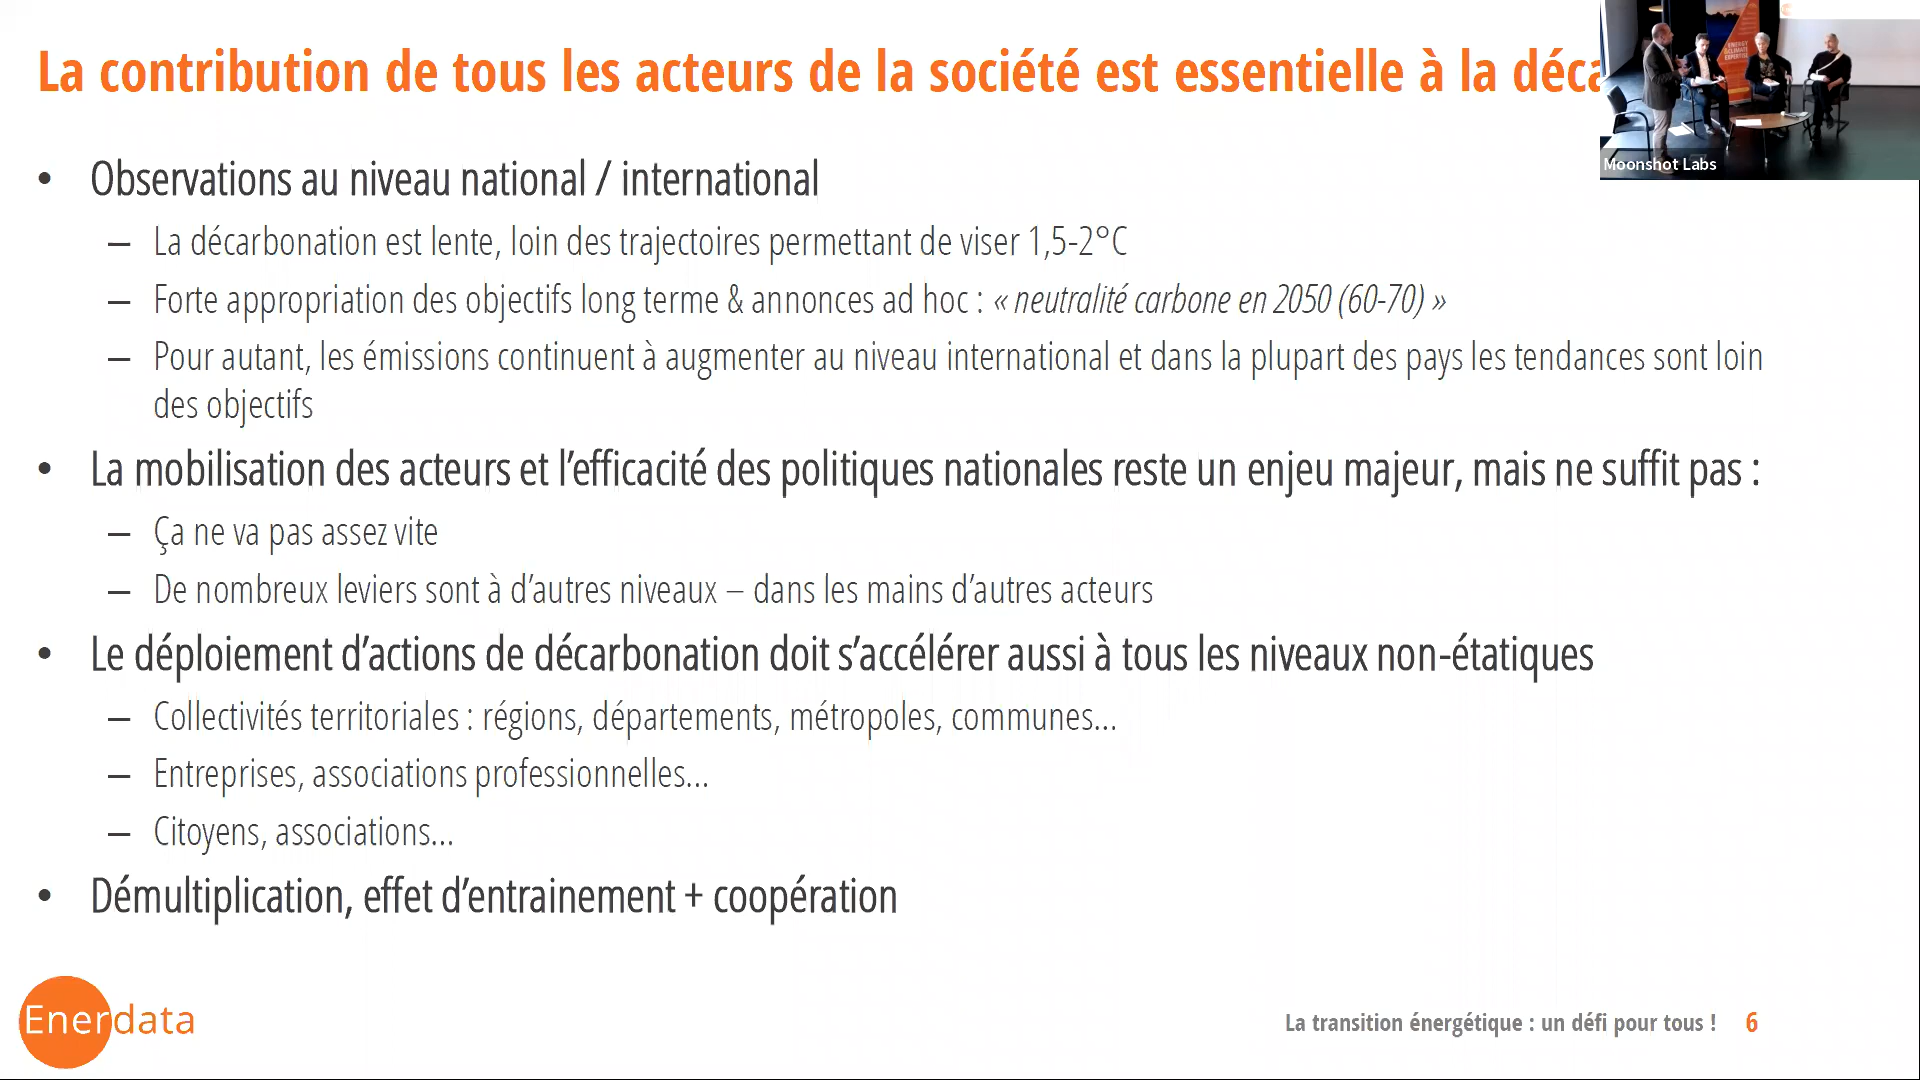 La contribution de tous les acteurs de la société est essentielle à la déca
• Observations au niveau national / international
– La décarbonation est lente, loin des trajectoires permettant de viser 1,5-2°C
– Forte appropriation des objectifs long terme & annonces ad hoc : « neutralité carbone en 2050 (60-70) »
– Pour autant, les émissions continuent à augmenter au niveau international et dans la plupart des pays les tendances sont loin
des objectifs
• La mobilisation des acteurs et l’efficacité des politiques nationales reste un enjeu majeur, mais ne suffit pas :
– Ça ne va pas assez vite
– De nombreux leviers sont à d’autres niveaux – dans les mains d’autres acteurs
• Le déploiement d’actions de décarbonation doit s’accélérer aussi à tous les niveaux non-étatiques
– Collectivités territoriales : régions, départements, métropoles, communes…
– Entreprises, associations professionnelles…
– Citoyens, associations…
• Démultiplication, effet d’entrainement + coopération
Enerdata
La transition énergétique : un défi pour tous ! 6
ENERGY
& CLIMATE
EXPERTISE
Moonshot Labs